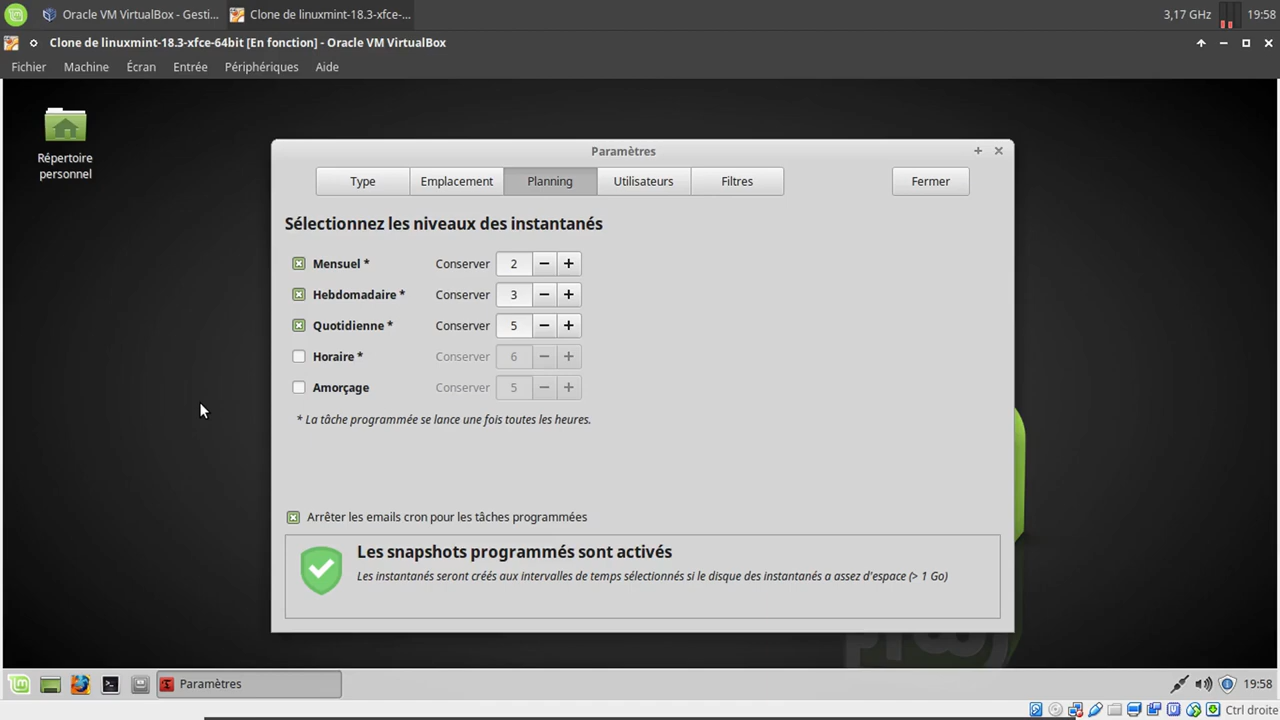 Oracle VM VirtualBox - Gesti...
Clone de linuxmint-18.3-xfce-...
3,17 GHz
19:58
Clone de linuxmint-18.3-xfce-64bit [En fonction] - Oracle VM VirtualBox
Fichier Machine Écran Entrée Périphériques Aide
Répertoire
personnel
Paramètres
Type Emplacement Planning Utilisateurs Filtres Fermer
Sélectionnez les niveaux des instantanés
Mensuel * Conserver 2 − +
Hebdomadaire * Conserver 3 − +
Quotidienne * Conserver 5 − +
Horaire * Conserver 6 − +
Amorçage Conserver 5 − +
* La tâche programmée se lance une fois toutes les heures.
Arrêter les emails cron pour les tâches programmées
Les snapshots programmés sont activés
Les instantanés seront créés aux intervalles de temps sélectionnés si le disque des instantanés a assez d'espace (> 1 Go)
Paramètres
19:58
Ctrl droite